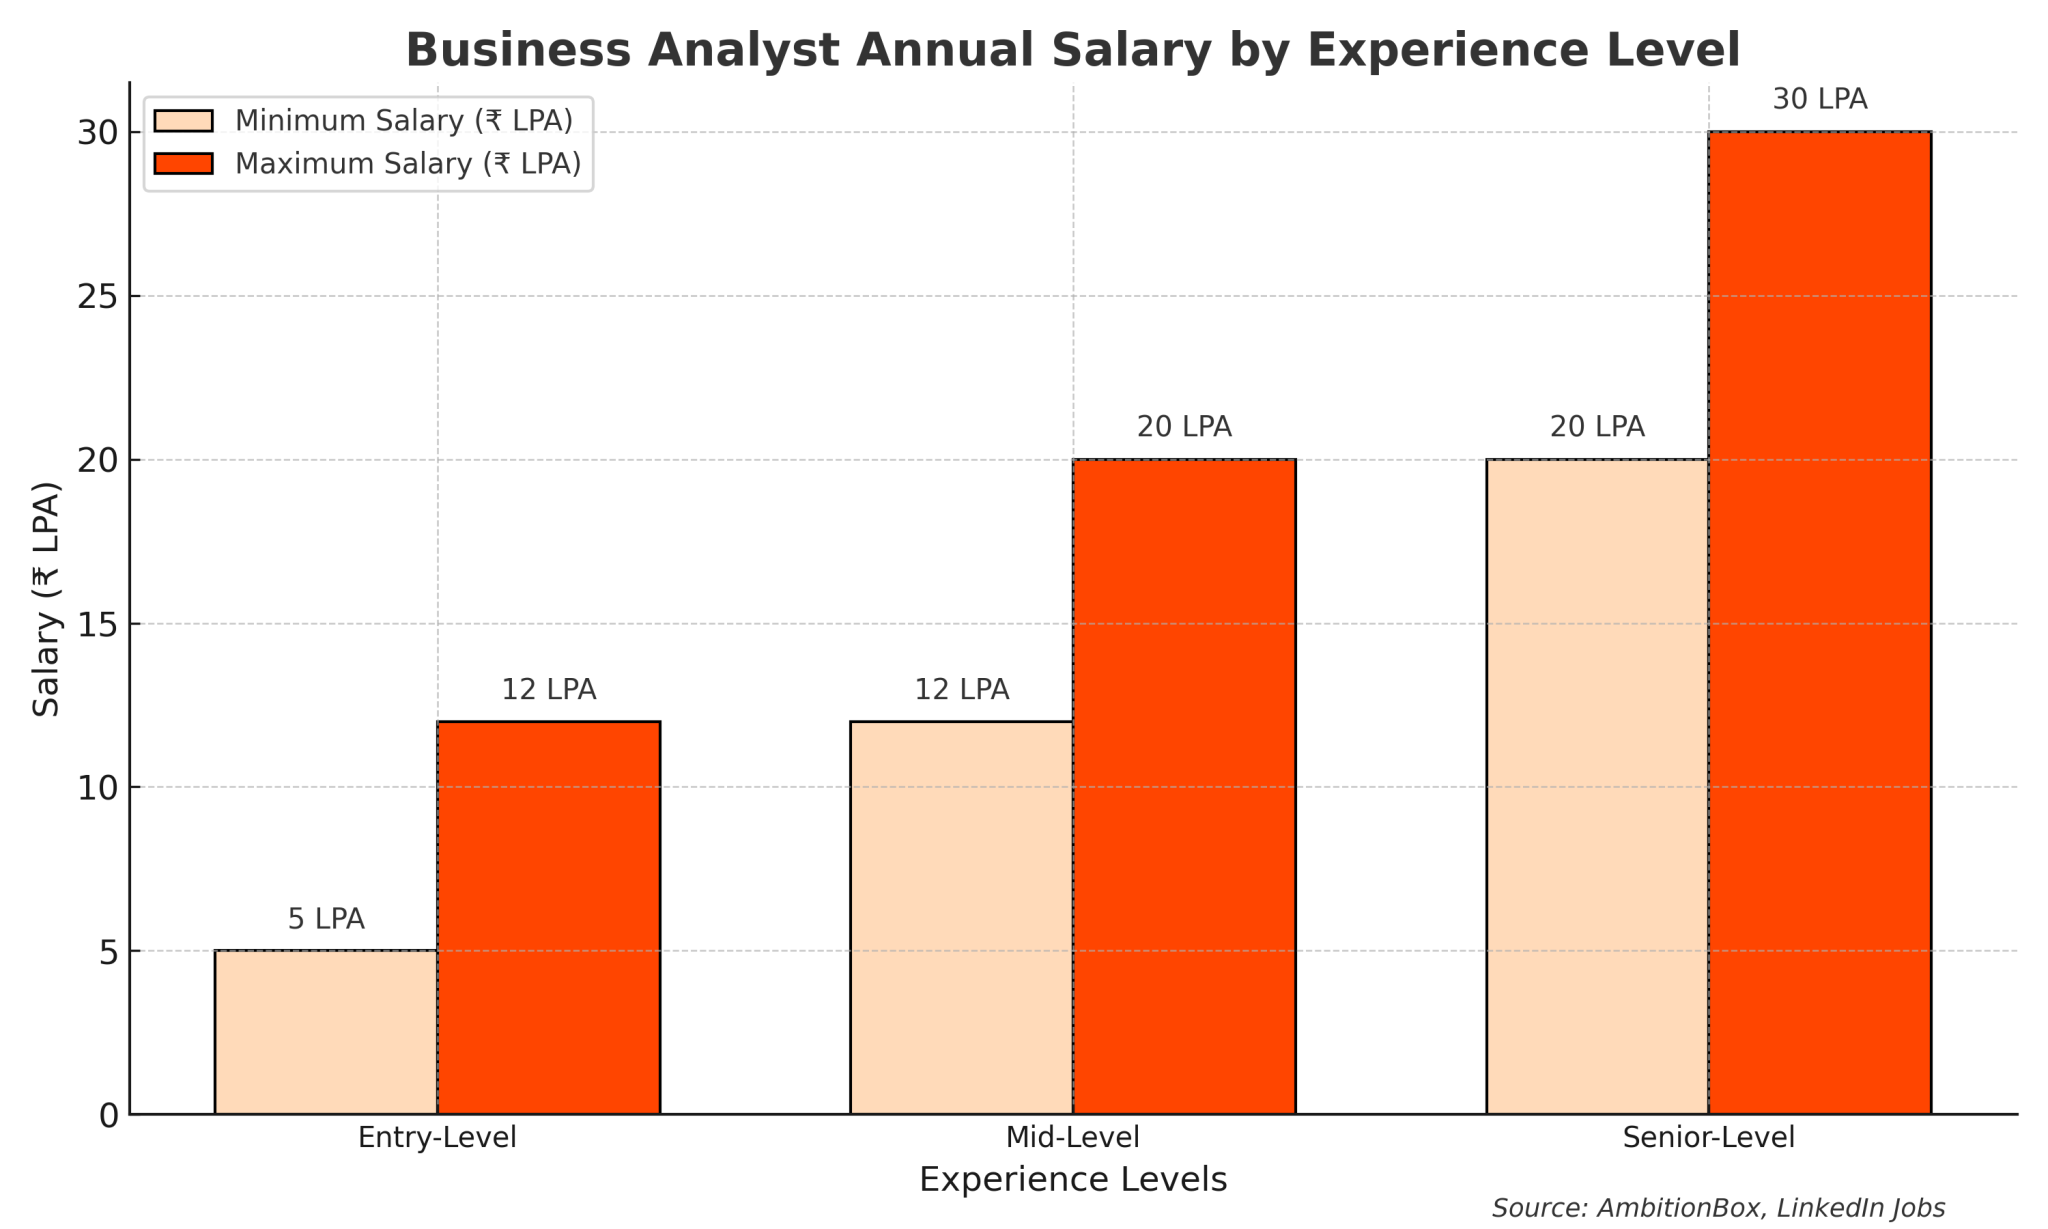 Business Analyst Annual Salary by Experience Level
Minimum Salary (₹ LPA)
Maximum Salary (₹ LPA)
Salary (₹ LPA)
30
25
20
15
10
5
0
5 LPA
12 LPA
12 LPA
20 LPA
20 LPA
30 LPA
Entry-Level
Mid-Level
Senior-Level
Experience Levels
Source: AmbitionBox, LinkedIn Jobs